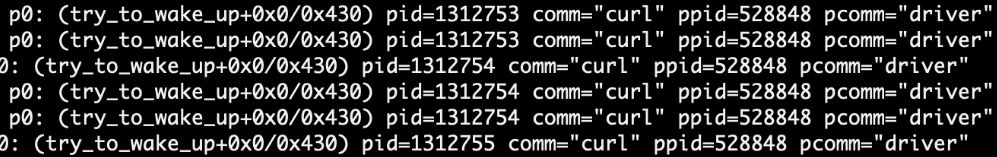 p0: (try_to_wake_up+0x0/0x430) pid=1312753 comm="curl" ppid=528848 pcomm="driver"
p0: (try_to_wake_up+0x0/0x430) pid=1312753 comm="curl" ppid=528848 pcomm="driver"
0: (try_to_wake_up+0x0/0x430) pid=1312754 comm="curl" ppid=528848 pcomm="driver"
p0: (try_to_wake_up+0x0/0x430) pid=1312754 comm="curl" ppid=528848 pcomm="driver"
p0: (try_to_wake_up+0x0/0x430) pid=1312754 comm="curl" ppid=528848 pcomm="driver"
0: (try_to_wake_up+0x0/0x430) pid=1312755 comm="curl" ppid=528848 pcomm="driver"